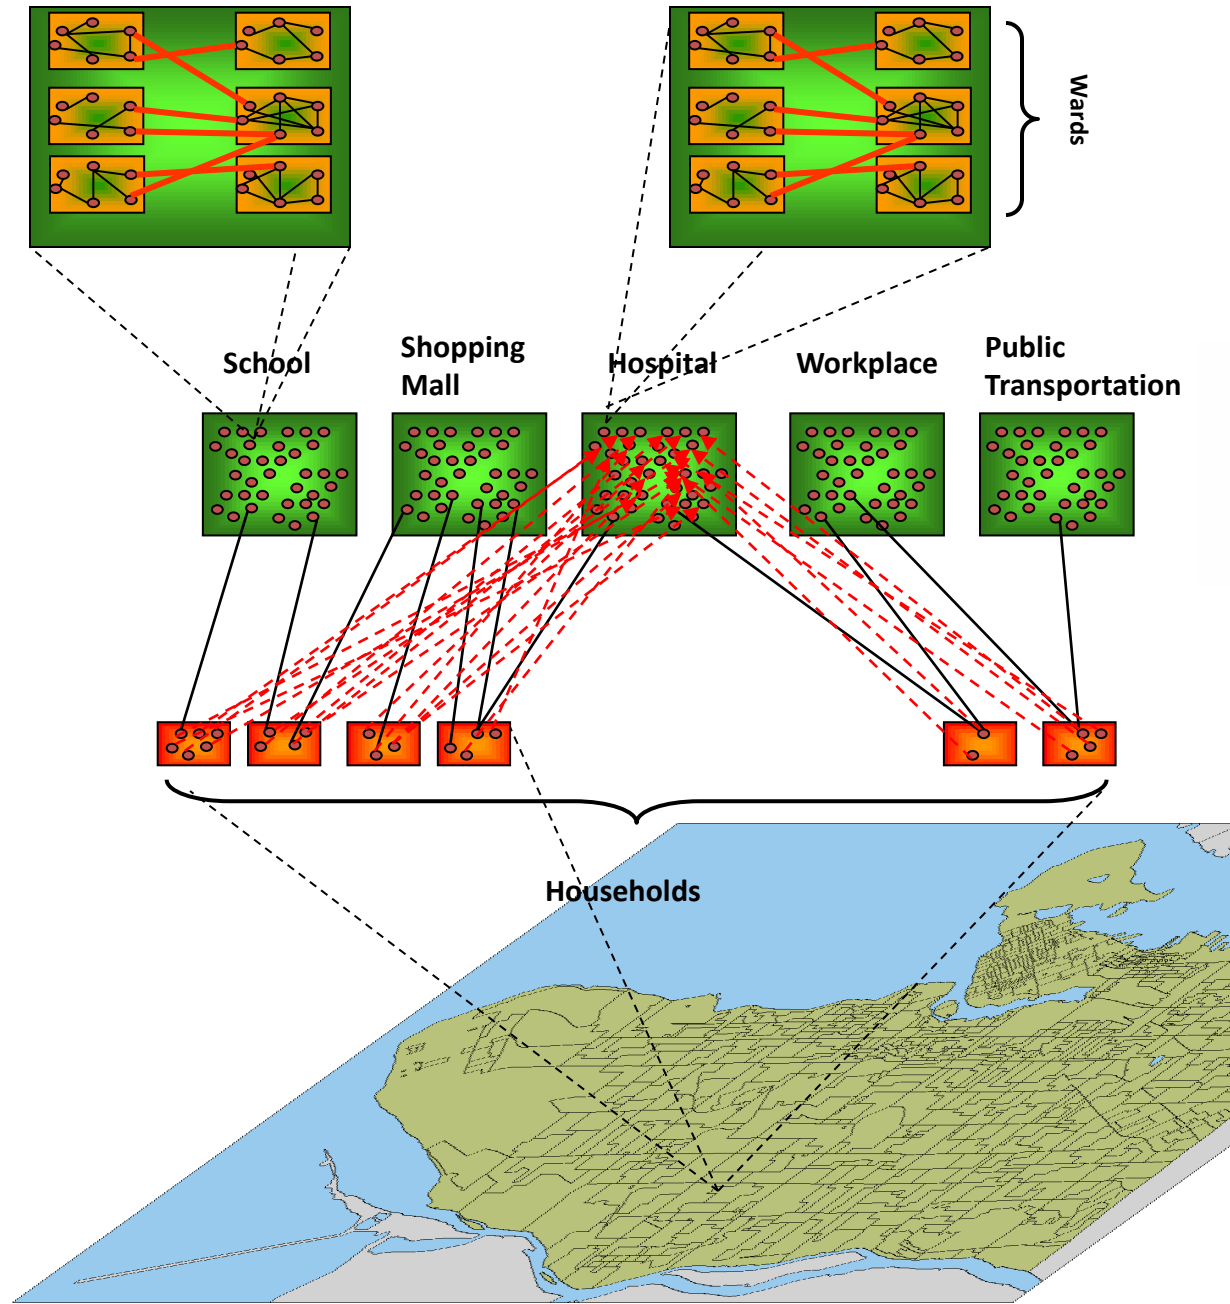 Wards
School
Shopping
Mall
Hospital
Workplace
Public
Transportation
Households